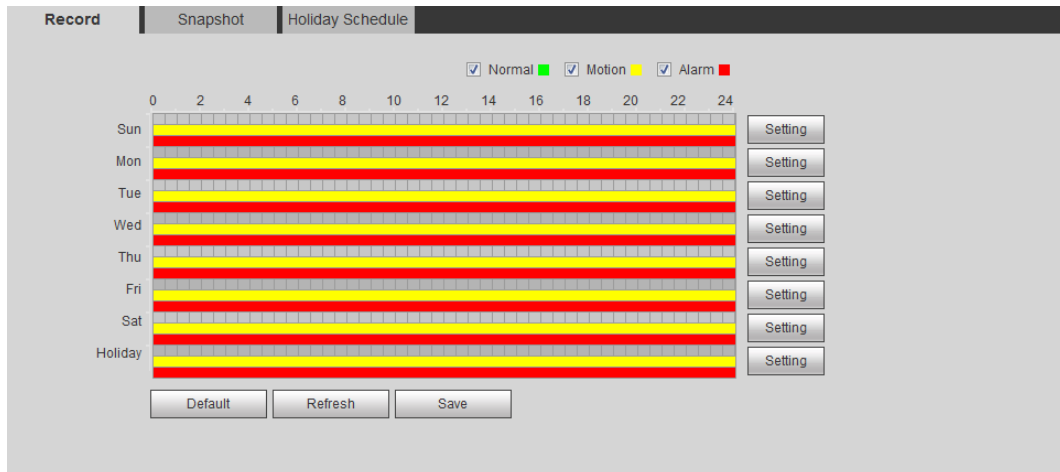 Record Snapshot Holiday Schedule
Normal Motion Alarm
0 2 4 6 8 10 12 14 16 18 20 22 24
Sun Setting
Mon Setting
Tue Setting
Wed Setting
Thu Setting
Fri Setting
Sat Setting
Holiday Setting
Default Refresh Save